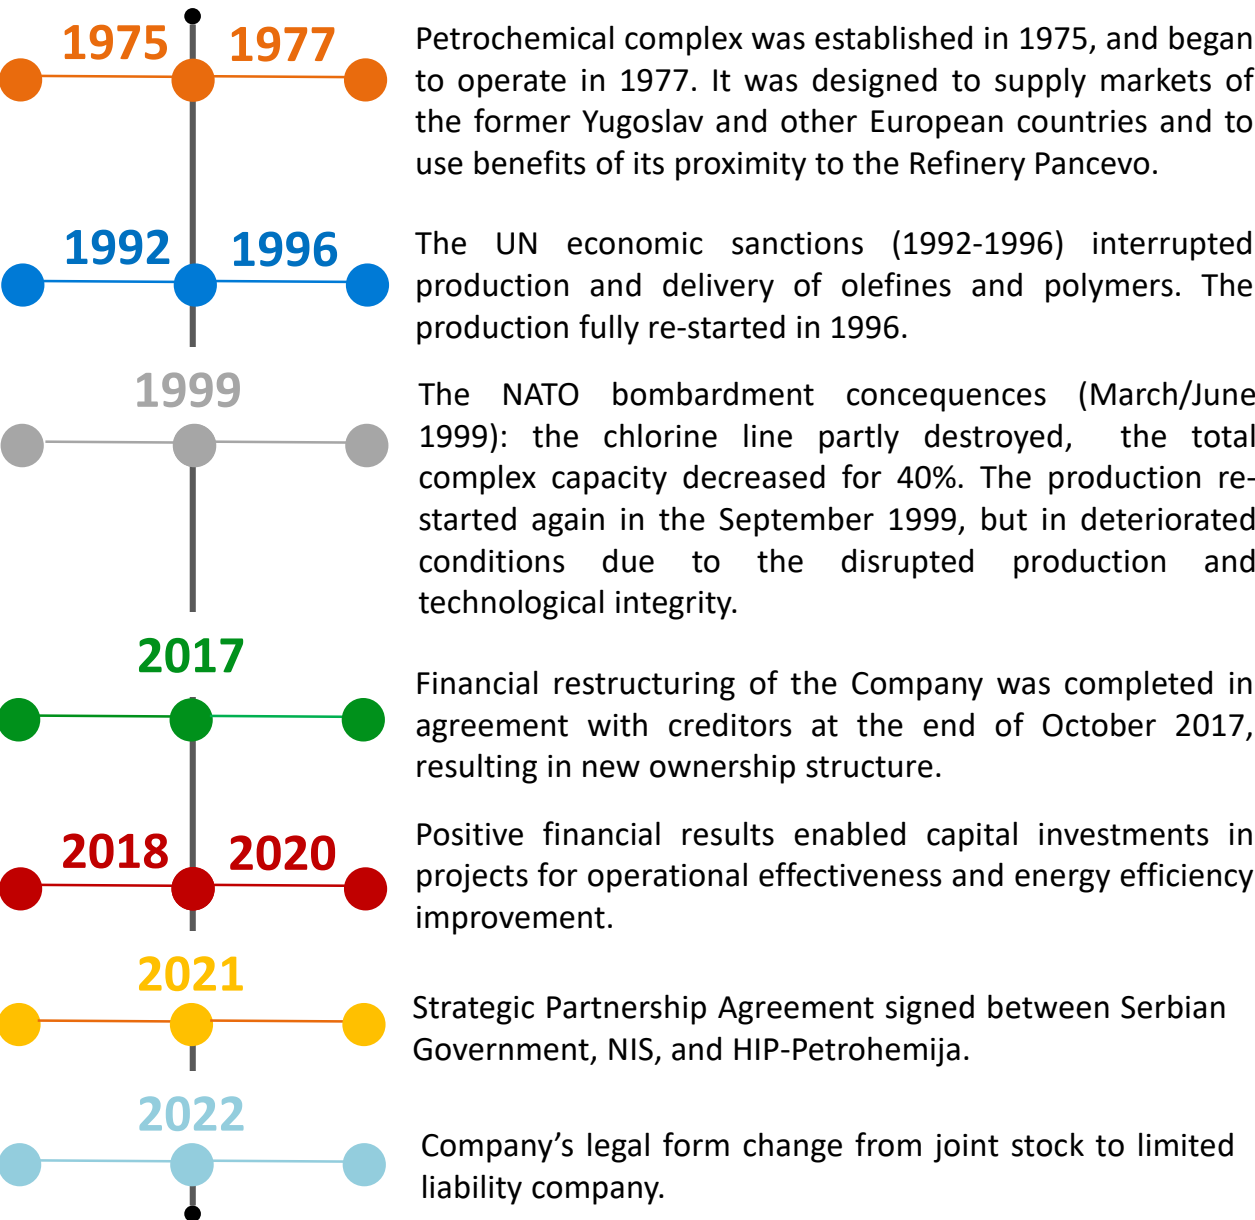 1975 1977
Petrochemical complex was established in 1975, and began
to operate in 1977. It was designed to supply markets of
the former Yugoslav and other European countries and to
use benefits of its proximity to the Refinery Pancevo.
1992 1996
The UN economic sanctions (1992-1996) interrupted
production and delivery of olefines and polymers. The
production fully re-started in 1996.
1999
The NATO bombardment concequences (March/June
1999): the chlorine line partly destroyed, the total
complex capacity decreased for 40%. The production re-
started again in the September 1999, but in deteriorated
conditions due to the disrupted production and
technological integrity.
2017
Financial restructuring of the Company was completed in
agreement with creditors at the end of October 2017,
resulting in new ownership structure.
2018 2020
Positive financial results enabled capital investments in
projects for operational effectiveness and energy efficiency
improvement.
2021
Strategic Partnership Agreement signed between Serbian
Government, NIS, and HIP-Petrohemija.
2022
Company’s legal form change from joint stock to limited
liability company.